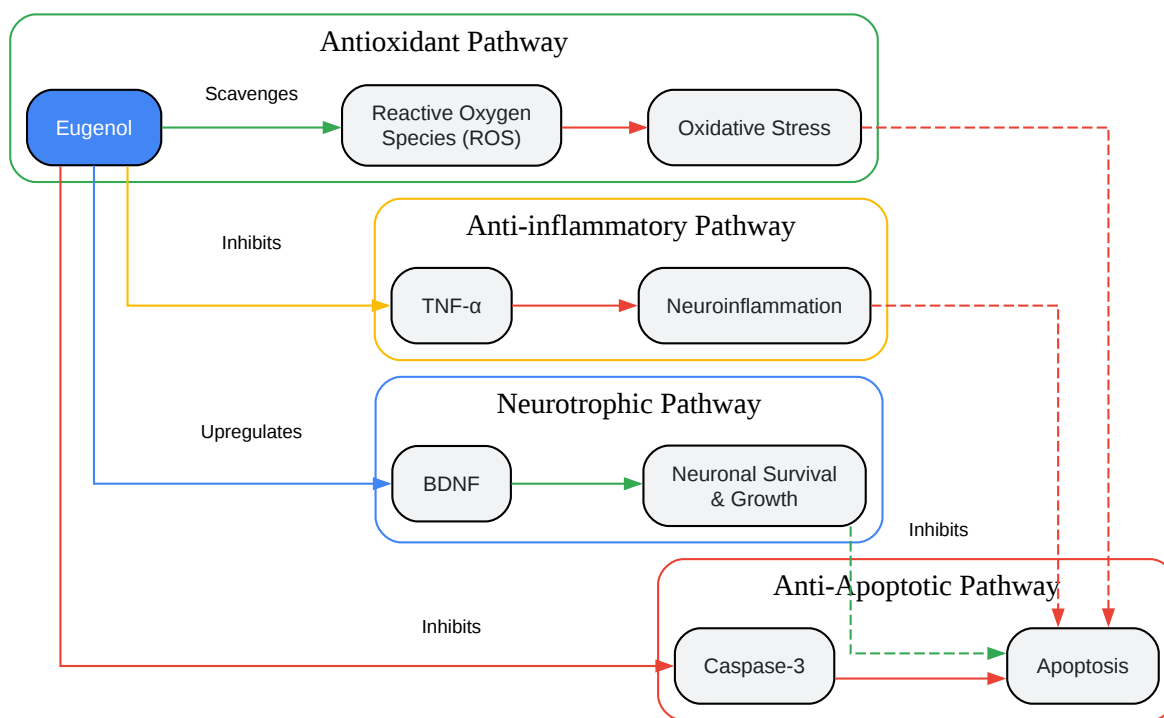 Antioxidant Pathway
Scavenges
Eugenol
Reactive Oxygen
Species (ROS)
Oxidative Stress
Anti-inflammatory Pathway
Inhibits
TNF-α
Neuroinflammation
Neurotrophic Pathway
Upregulates
BDNF
Neuronal Survival
& Growth
Inhibits
Anti-Apoptotic Pathway
Inhibits
Caspase-3
Apoptosis